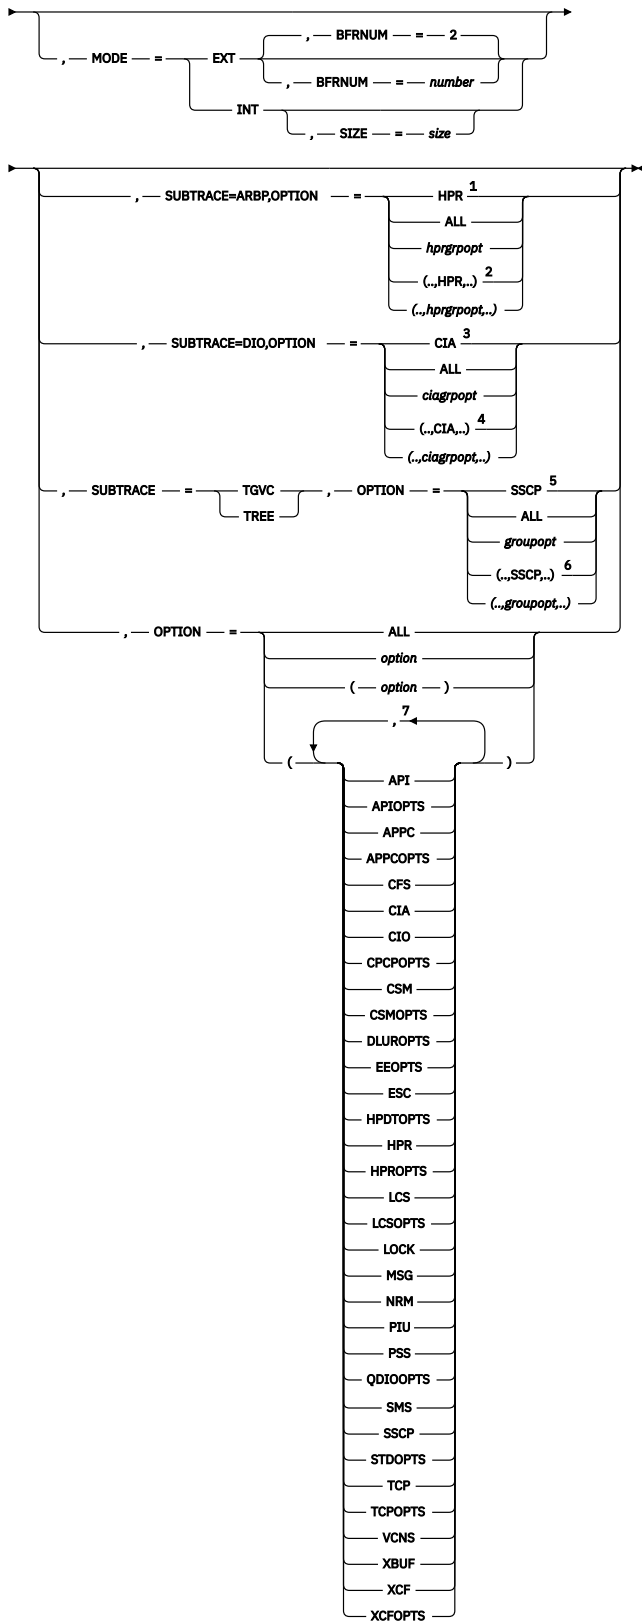 , BFRNUM = 2
, MODE = EXT
, BFRNUM = number
INT
, SIZE = size
, SUBTRACE=ARBP,OPTION = HPR 1
ALL
hprgrpopt
(..,HPR,..) 2
(..,hprgrpopt,..)
, SUBTRACE=DIO,OPTION = CIA 3
ALL
ciagrpopt
(..,CIA,..) 4
(..,ciagrpopt,..)
, SUBTRACE = TGVC , OPTION = SSCP 5
TREE ALL
groupopt
(..,SSCP,..) 6
(..,groupopt,..)
, OPTION = ALL
option
( option )
, 7
( )
API
APIOPTS
APPC
APPCOPTS
CFS
CIA
CIO
CPCPOPTS
CSM
CSMOPTS
DLUROPTS
EEOPTS
ESC
HPDTOPTS
HPR
HPROPTS
LCS
LCSOPTS
LOCK
MSG
NRM
PIU
PSS
QDIOOPTS
SMS
SSCP
STDOPTS
TCP
TCPOPTS
VCNS
XBUF
XCF
XCFOPTS